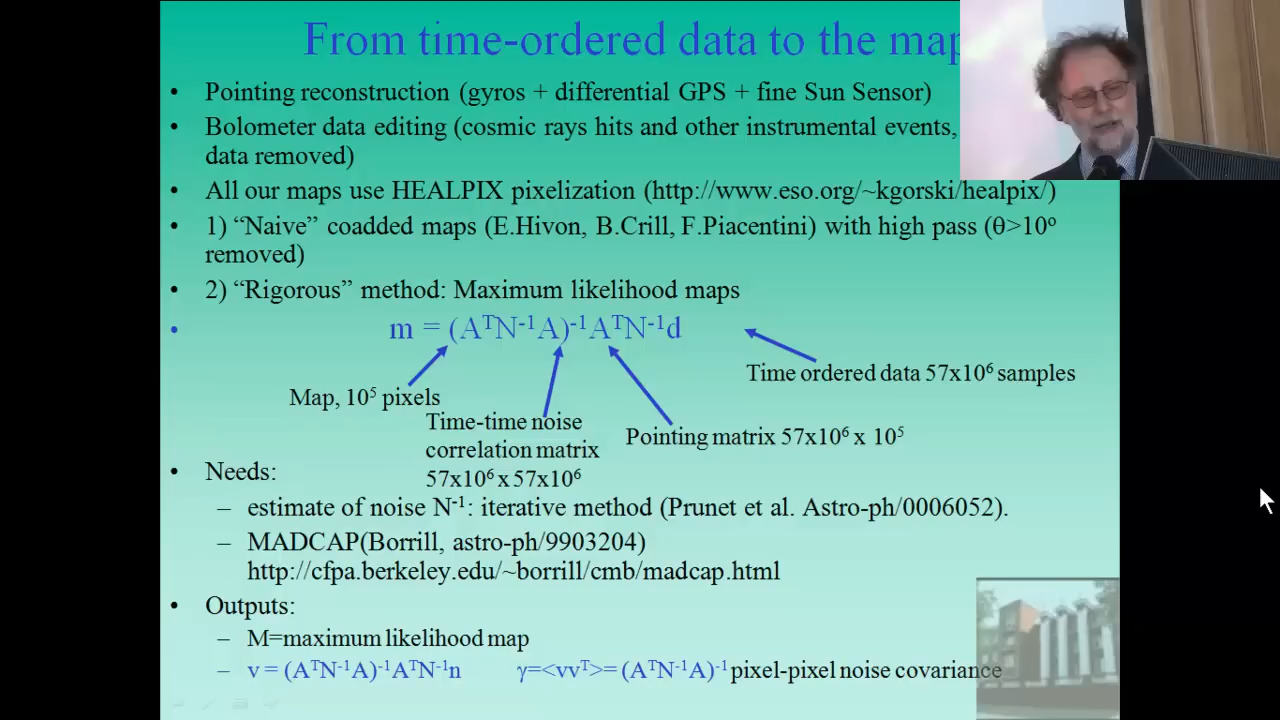 From time-ordered data to the map
• Pointing reconstruction (gyros + differential GPS + fine Sun Sensor)
• Bolometer data editing (cosmic rays hits and other instrumental events,
data removed)
• All our maps use HEALPIX pixelization (http://www.eso.org/~kgorski/healpix/)
• 1) “Naive” coadded maps (E.Hivon, B.Crill, F.Piacentini) with high pass (θ>10º
removed)
• 2) “Rigorous” method: Maximum likelihood maps
• m = (AᵀN⁻¹A)⁻¹AᵀN⁻¹d
Time ordered data 57x10⁶ samples
Map, 10⁵ pixels
Time-time noise
correlation matrix
57x10⁶ x 57x10⁶
Pointing matrix 57x10⁶ x 10⁵
• Needs:
– estimate of noise N⁻¹: iterative method (Prunet et al. Astro-ph/0006052).
– MADCAP(Borrill, astro-ph/9903204)
http://cfpa.berkeley.edu/~borrill/cmb/madcap.html
• Outputs:
– M=maximum likelihood map
– v = (AᵀN⁻¹A)⁻¹AᵀN⁻¹n γ=<vvᵀ>= (AᵀN⁻¹A)⁻¹ pixel-pixel noise covariance